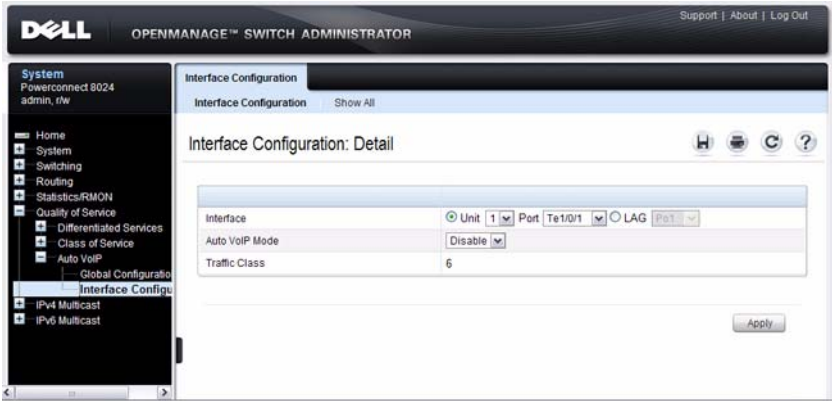 Support | About | Log Out
DELL
OPENMANAGE™ SWITCH ADMINISTRATOR
System
Powerconnect 8024
admin, r/w
Home
System
Switching
Routing
Statistics/RMON
Quality of Service
Differentiated Services
Class of Service
Auto VoIP
Global Configuratio
Interface Configu
IPv4 Multicast
IPv6 Multicast
Interface Configuration
Interface Configuration Show All
Interface Configuration: Detail
Interface Unit 1 Port Te1/0/1 LAG Po1
Auto VoIP Mode Disable
Traffic Class 6
Apply